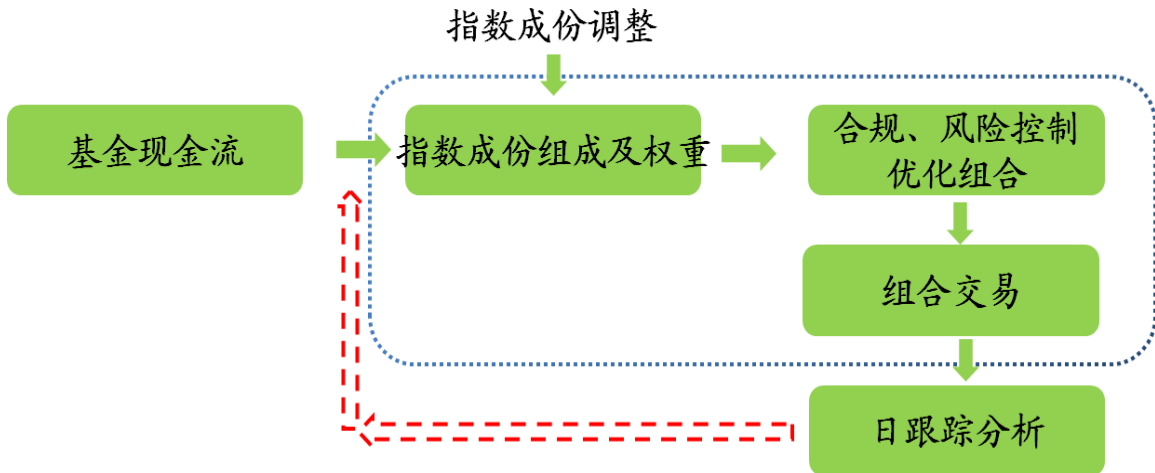 指数成份调整
基金现金流
指数成份组成及权重
合规、风险控制
优化组合
组合交易
日跟踪分析